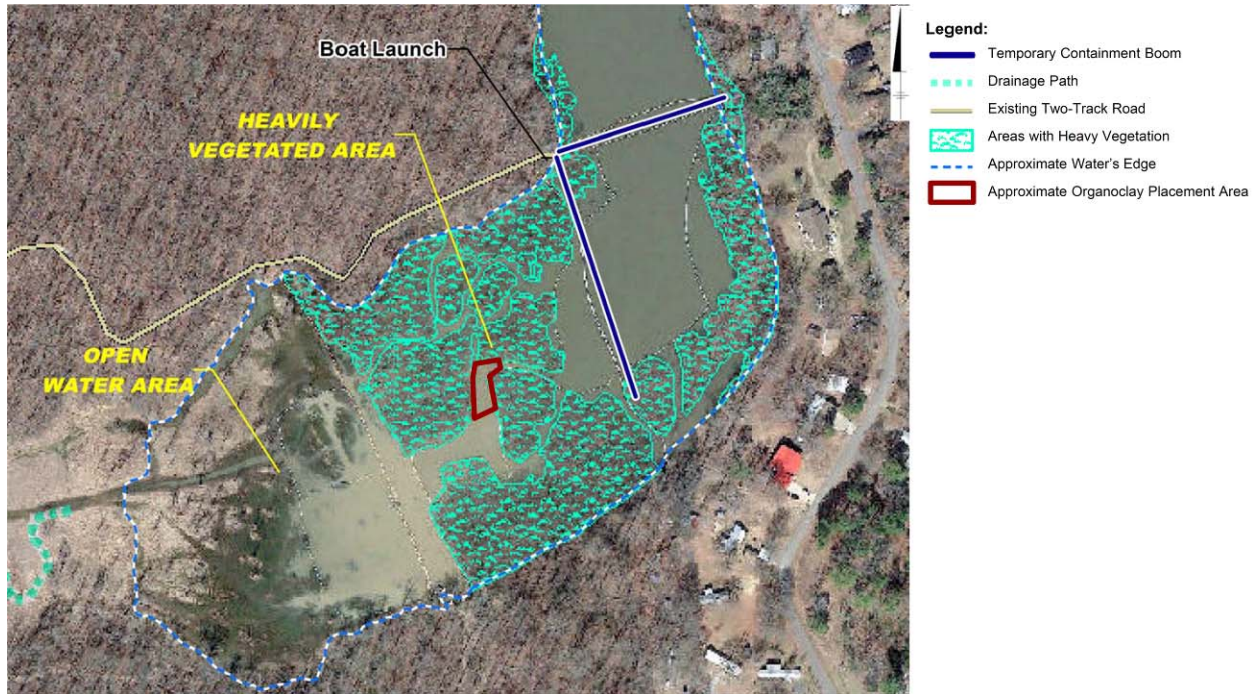 Boat Launch
HEAVILY
VEGETATED AREA
OPEN
WATER AREA
Legend:
Temporary Containment Boom
Drainage Path
Existing Two-Track Road
Areas with Heavy Vegetation
Approximate Water's Edge
Approximate Organoclay Placement Area